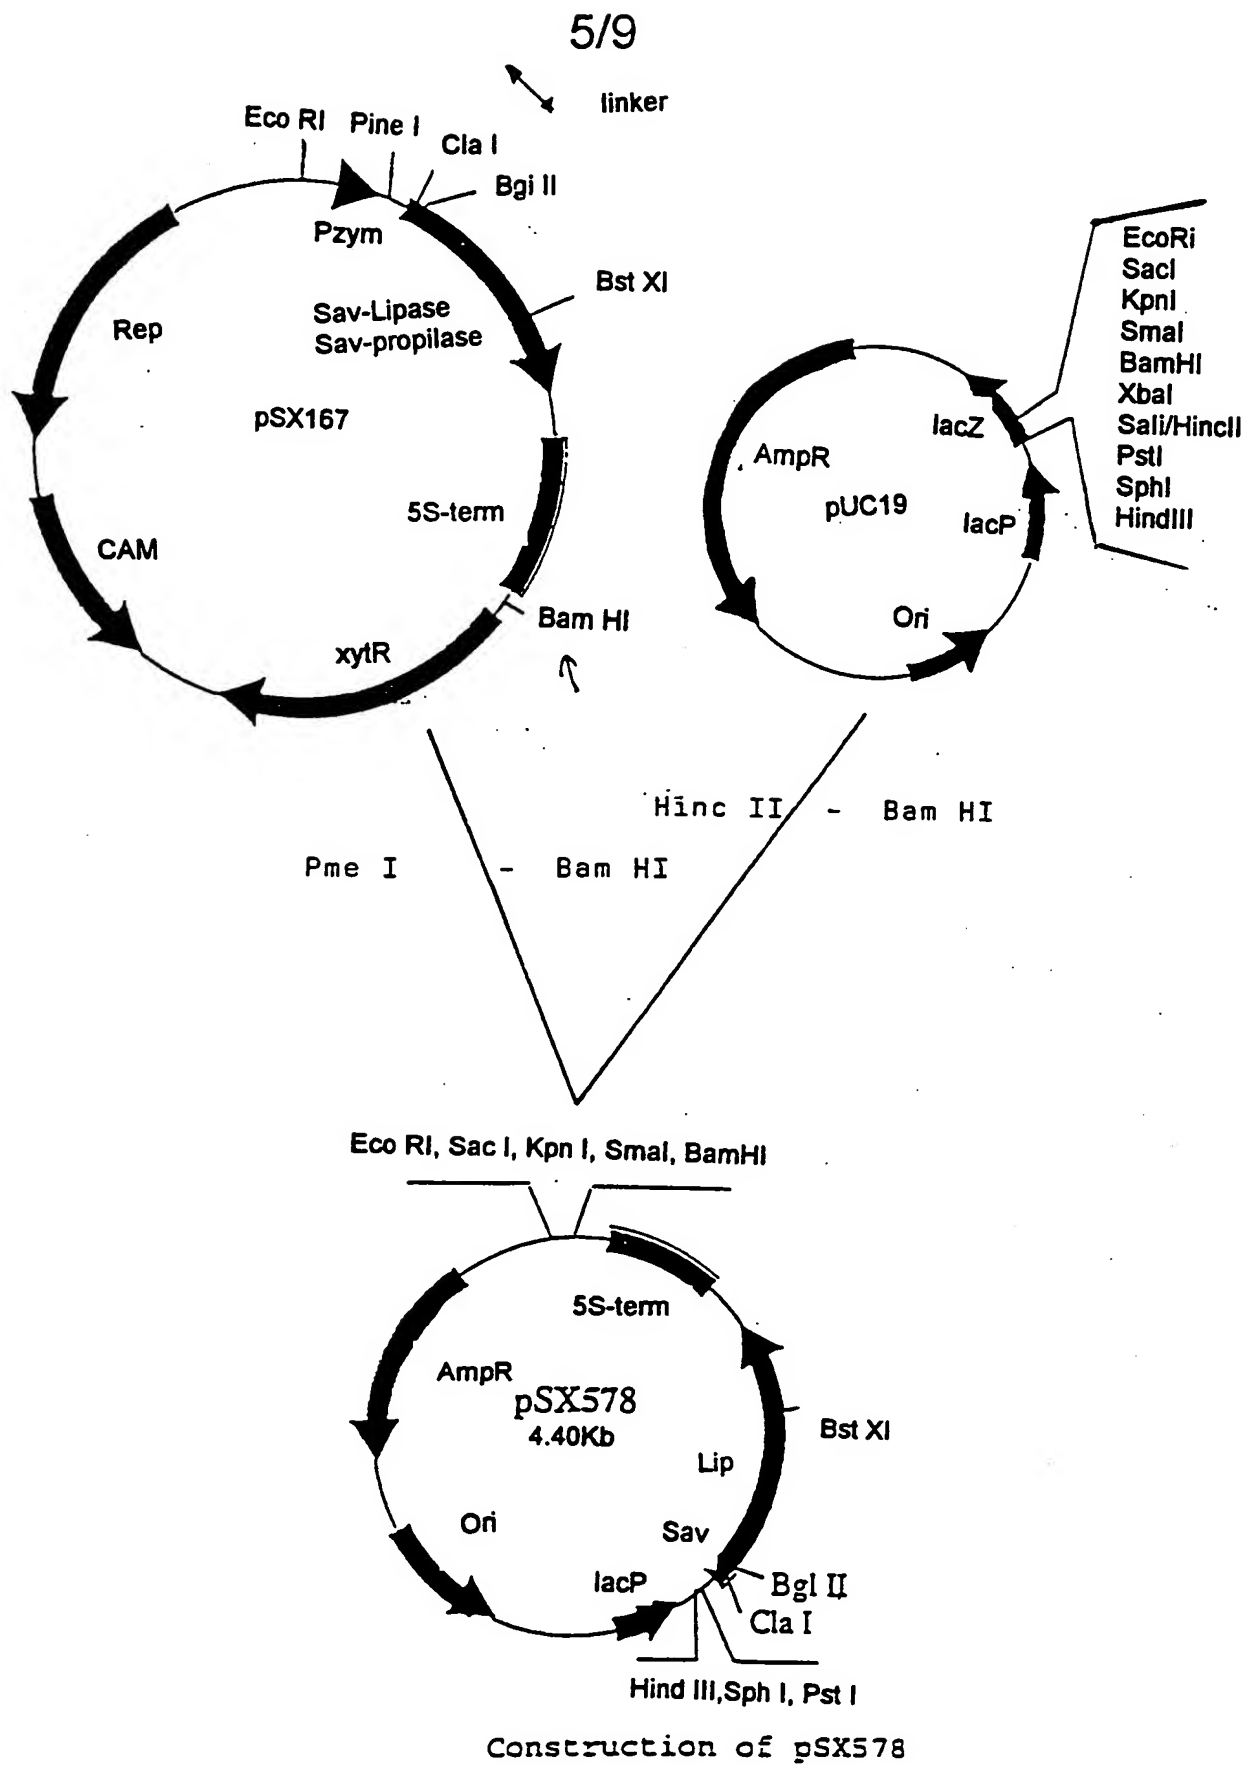 5/9
linker
Eco RI
Pine I
Cla I
Bgi II
Pzym
Bst XI
Sav-Lipase
Sav-propilase
Rep
pSX167
5S-term
CAM
xytR
Bam HI
EcoRi
SacI
KpnI
SmaI
BamHI
XbaI
Sali/HincII
PstI
SphI
HindIII
lacZ
AmpR
pUC19
lacP
Ori
Hinc II - Bam HI
Pme I - Bam HI
Eco RI, Sac I, Kpn I, SmaI, BamHI
5S-term
AmpR
pSX578
4.40Kb
Bst XI
Lip
Ori
Sav
lacP
Bgl II
Cla I
Hind III,Sph I, Pst I
Construction of pSX578